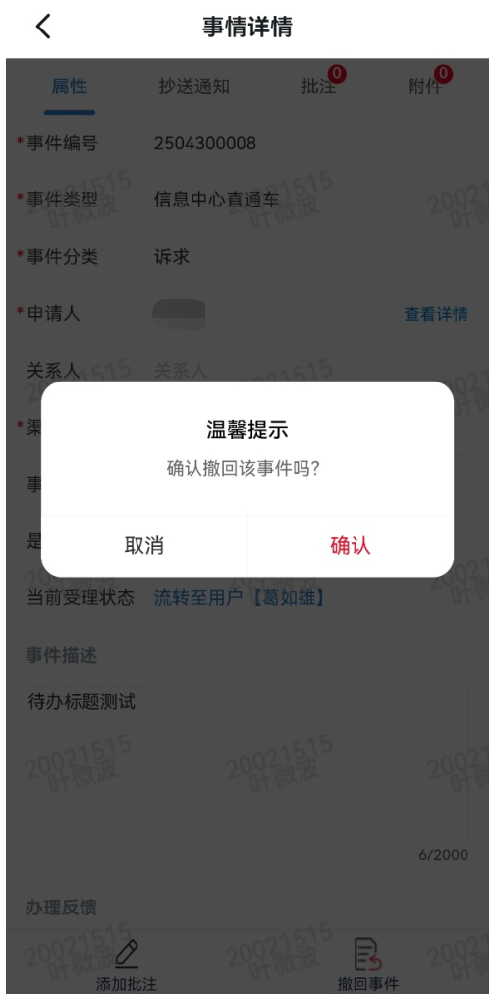 事情详情
属性 抄送通知 批注 0 附件 0
*事件编号 2504300008
*事件类型 信息中心直通车
*事件分类 诉求
*申请人 查看详情
关系人 关系人
*渠
事
是
温馨提示
确认撤回该事件吗?
取消 确认
当前受理状态 流转至用户【葛如雄】
事件描述
待办标题测试
6/2000
办理反馈
添加批注 撤回事件
20021515
叶微波